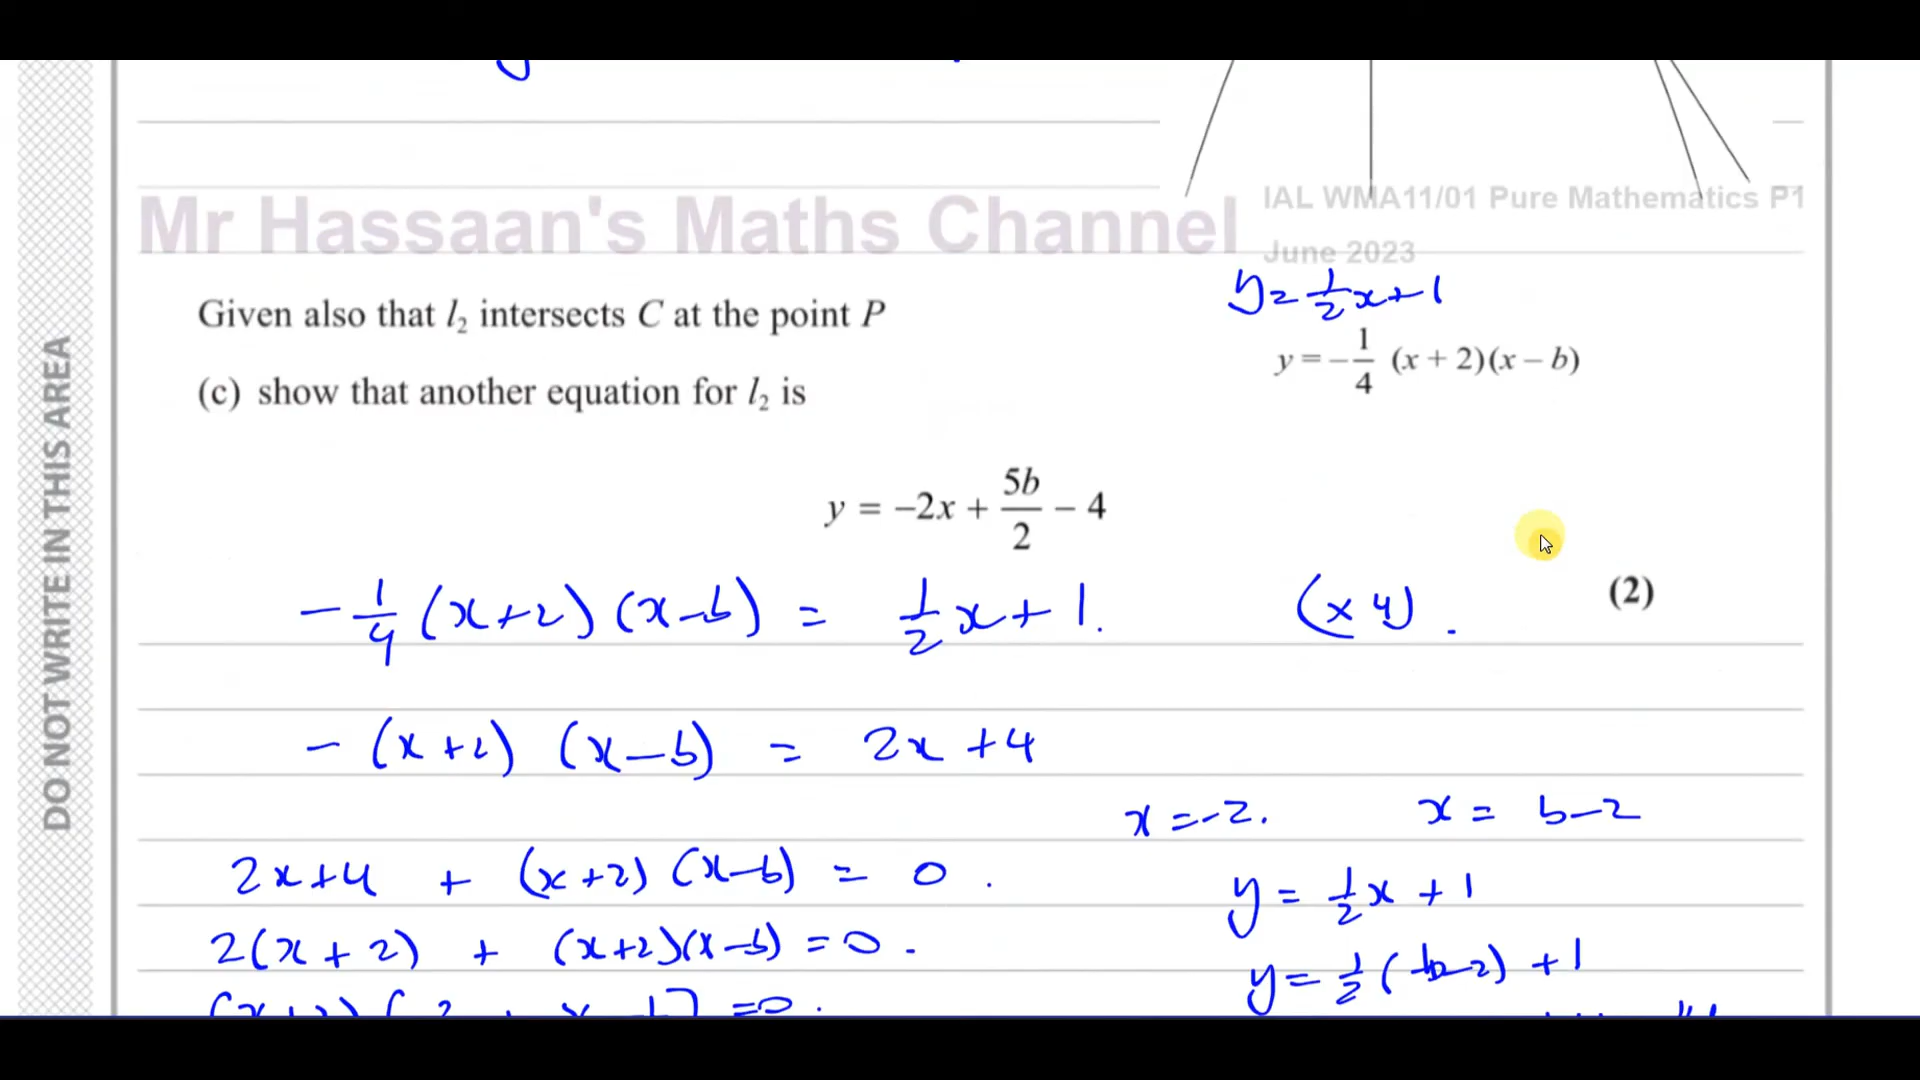 Mr Hassaan's Maths Channel
IAL WMA11/01 Pure Mathematics P1
June 2023
y = 1/2 x + 1
Given also that l₂ intersects C at the point P
y = −1/4 (x + 2)(x − b)
(c) show that another equation for l₂ is
y = −2x + 5b/2 − 4
(2)
− 1/4 (x+2) (x−b) = 1/2 x + 1. (×4).
− (x+2) (x−b) = 2x + 4
x = −2. x = b−2
2x+4 + (x+2) (x−b) = 0.
y = 1/2 x + 1
2(x+2) + (x+2)(x−b) = 0.
y = 1/2 (b−2) + 1
DO NOT WRITE IN THIS AREA